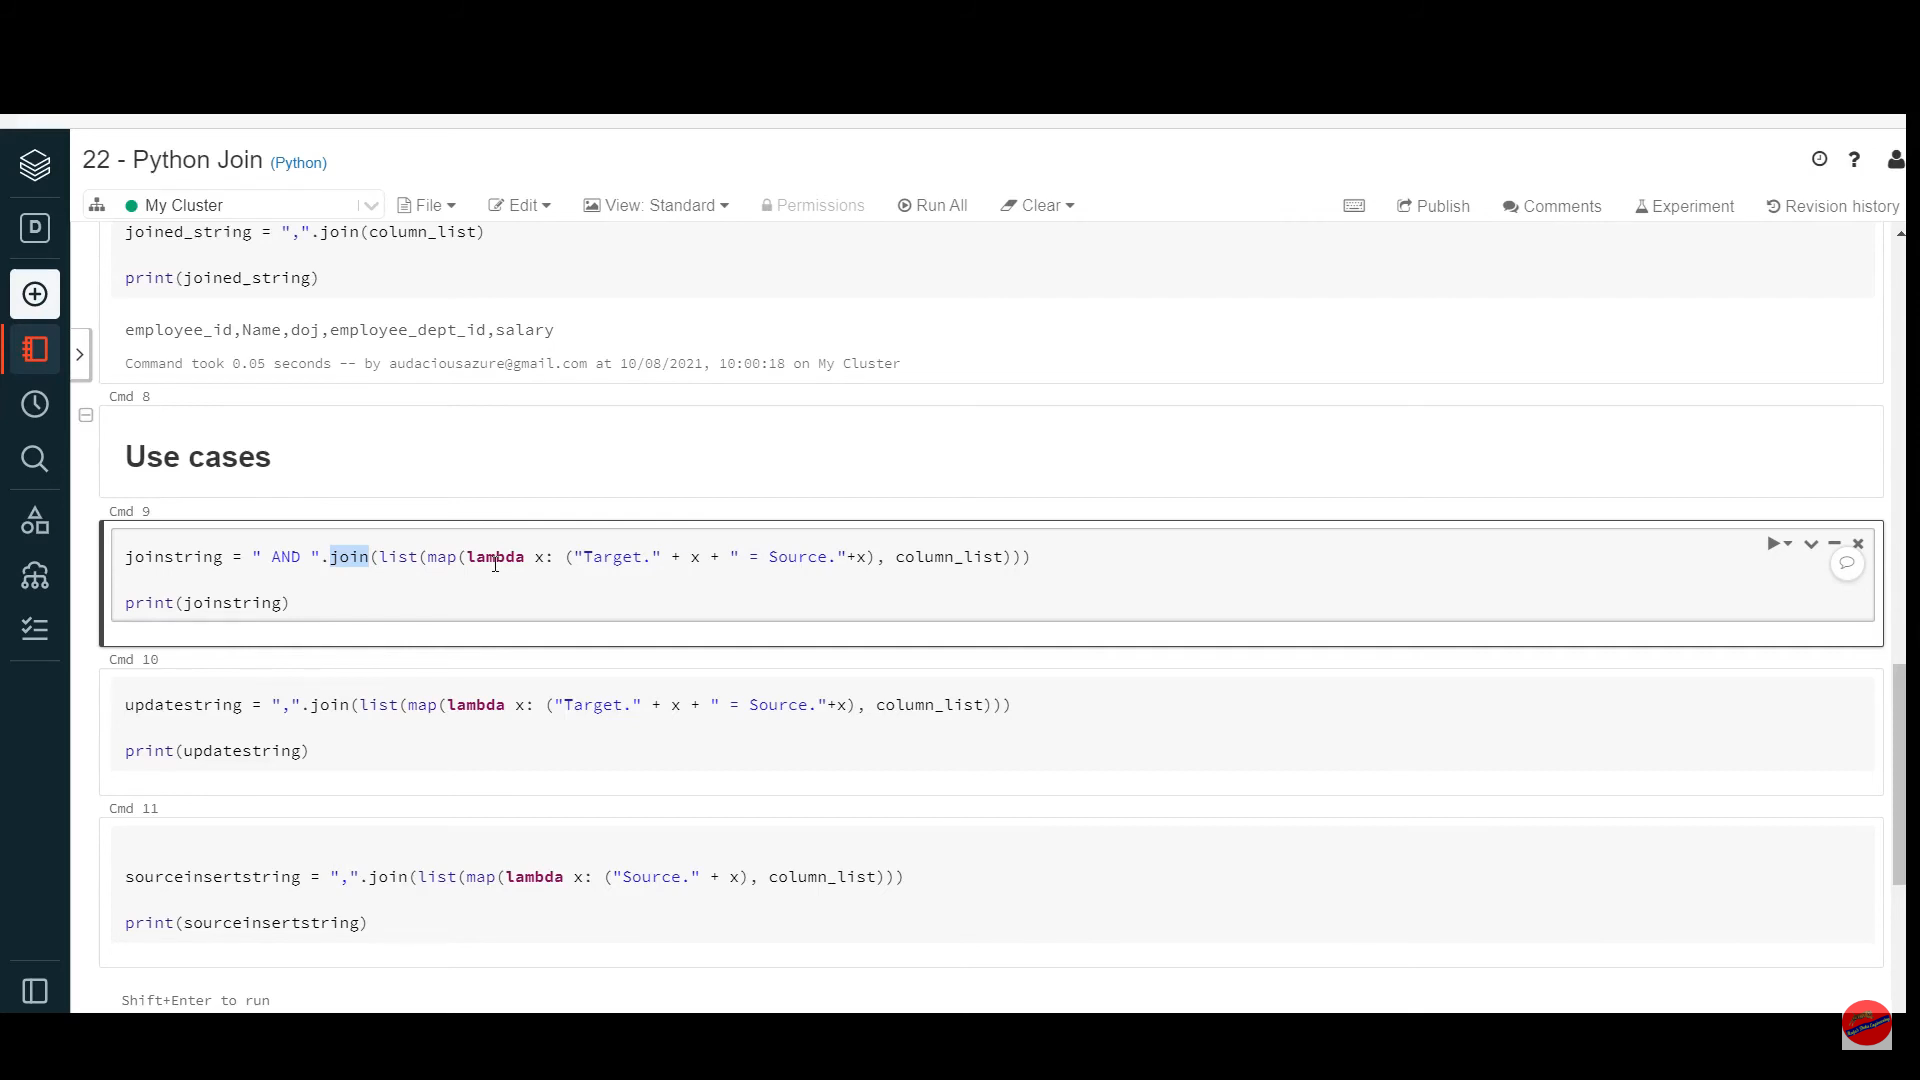 22 - Python Join (Python)
My Cluster
File
Edit
View: Standard
Permissions
Run All
Clear
Publish
Comments
Experiment
Revision history
joined_string = ",".join(column_list)
print(joined_string)
employee_id,Name,doj,employee_dept_id,salary
Command took 0.05 seconds -- by audaciousazure@gmail.com at 10/08/2021, 10:00:18 on My Cluster
Cmd 8
Use cases
Cmd 9
joinstring = " AND ".join(list(map(lambda x: ("Target." + x + " = Source."+x), column_list)))
print(joinstring)
Cmd 10
updatestring = ",".join(list(map(lambda x: ("Target." + x + " = Source."+x), column_list)))
print(updatestring)
Cmd 11
sourceinsertstring = ",".join(list(map(lambda x: ("Source." + x), column_list)))
print(sourceinsertstring)
Shift+Enter to run